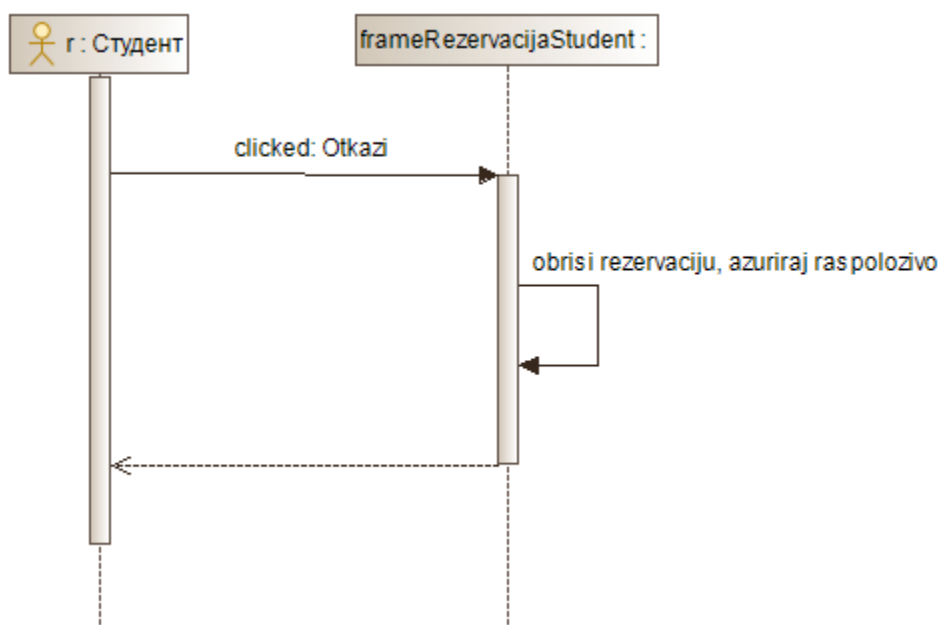 r : Студент
frameRezervacijaStudent :
clicked: Otkazi
obrisi rezervaciju, azuriraj raspolozivo